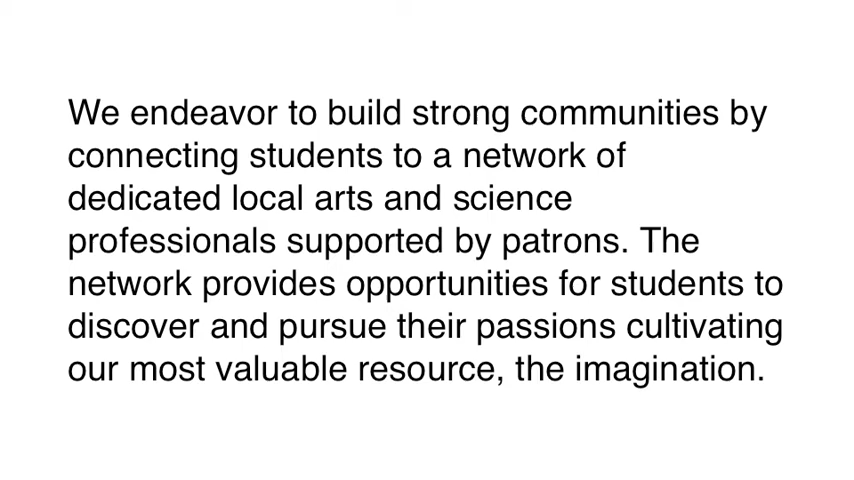 We endeavor to build strong communities by
connecting students to a network of
dedicated local arts and science
professionals supported by patrons. The
network provides opportunities for students to
discover and pursue their passions cultivating
our most valuable resource, the imagination.